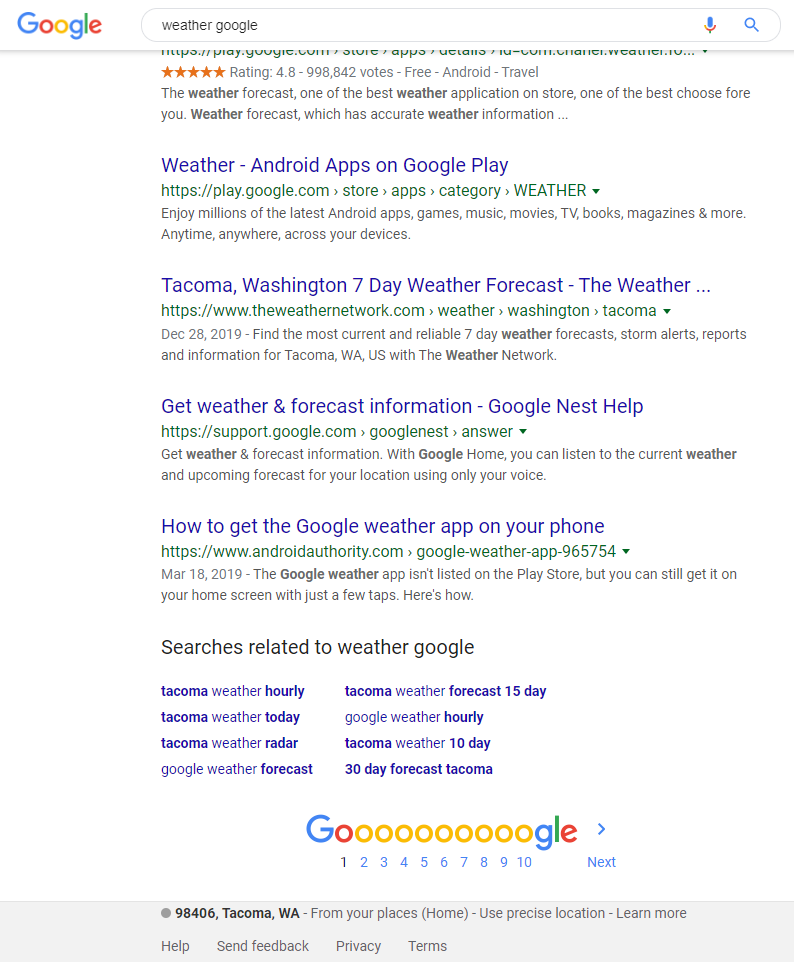 Google
weather google
https://play.google.com › store › apps › details › id=com.chanel.weather.fo...
Rating: 4.8 - 998,842 votes - Free - Android - Travel
The weather forecast, one of the best weather application on store, one of the best choose fore
you. Weather forecast, which has accurate weather information ...
Weather - Android Apps on Google Play
https://play.google.com › store › apps › category › WEATHER
Enjoy millions of the latest Android apps, games, music, movies, TV, books, magazines & more.
Anytime, anywhere, across your devices.
Tacoma, Washington 7 Day Weather Forecast - The Weather ...
https://www.theweathernetwork.com › weather › washington › tacoma
Dec 28, 2019 - Find the most current and reliable 7 day weather forecasts, storm alerts, reports
and information for Tacoma, WA, US with The Weather Network.
Get weather & forecast information - Google Nest Help
https://support.google.com › googlenest › answer
Get weather & forecast information. With Google Home, you can listen to the current weather
and upcoming forecast for your location using only your voice.
How to get the Google weather app on your phone
https://www.androidauthority.com › google-weather-app-965754
Mar 18, 2019 - The Google weather app isn't listed on the Play Store, but you can still get it on
your home screen with just a few taps. Here's how.
Searches related to weather google
tacoma weather hourly
tacoma weather today
tacoma weather radar
google weather forecast
tacoma weather forecast 15 day
google weather hourly
tacoma weather 10 day
30 day forecast tacoma
Goooooooooogle
1 2 3 4 5 6 7 8 9 10 Next
98406, Tacoma, WA - From your places (Home) - Use precise location - Learn more
Help Send feedback Privacy Terms